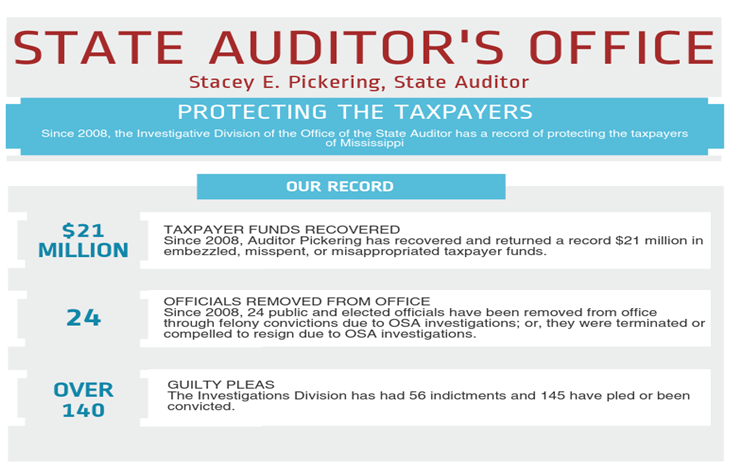 STATE AUDITOR'S OFFICE
Stacey E. Pickering, State Auditor
PROTECTING THE TAXPAYERS
Since 2008, the Investigative Division of the Office of the State Auditor has a record of protecting the taxpayers
of Mississippi
OUR RECORD
$21
MILLION
TAXPAYER FUNDS RECOVERED
Since 2008, Auditor Pickering has recovered and returned a record $21 million in
embezzled, misspent, or misappropriated taxpayer funds.
24
OFFICIALS REMOVED FROM OFFICE
Since 2008, 24 public and elected officials have been removed from office
through felony convictions due to OSA investigations; or, they were terminated or
compelled to resign due to OSA investigations.
OVER
140
GUILTY PLEAS
The Investigations Division has had 56 indictments and 145 have pled or been
convicted.